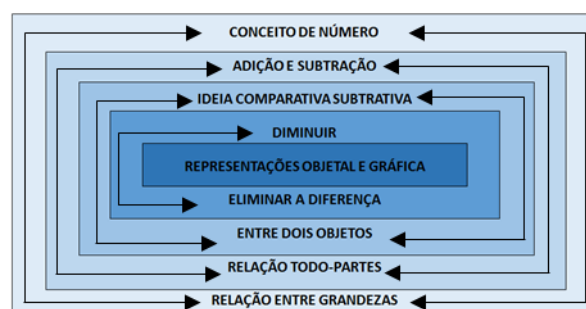 CONCEITO DE NÚMERO
ADIÇÃO E SUBTRAÇÃO
IDEIA COMPARATIVA SUBTRATIVA
DIMINUIR
REPRESENTAÇÕES OBJETAL E GRÁFICA
ELIMINAR A DIFERENÇA
ENTRE DOIS OBJETOS
RELAÇÃO TODO-PARTES
RELAÇÃO ENTRE GRANDEZAS